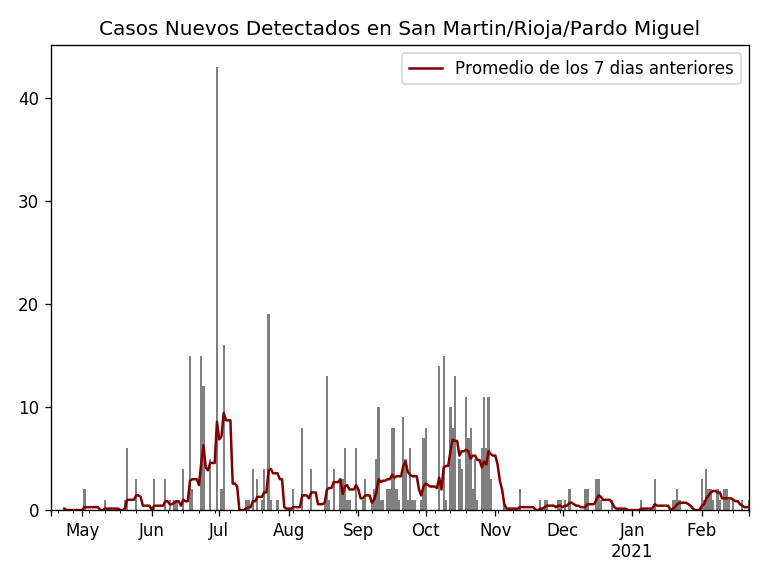 Casos Nuevos Detectados en San Martin/Rioja/Pardo Miguel
Promedio de los 7 dias anteriores
40
30
20
10
0
May Jun Jul Aug Sep Oct Nov Dec Jan Feb
2021